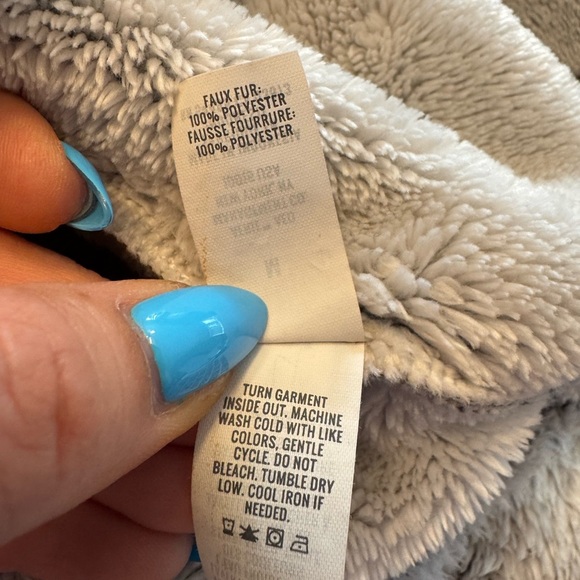 FAUX FUR:
100% POLYESTER
FAUSSE FOURRURE:
100% POLYESTER
TURN GARMENT
INSIDE OUT. MACHINE
WASH COLD WITH LIKE
COLORS, GENTLE
CYCLE. DO NOT
BLEACH. TUMBLE DRY
LOW. COOL IRON IF
NEEDED.